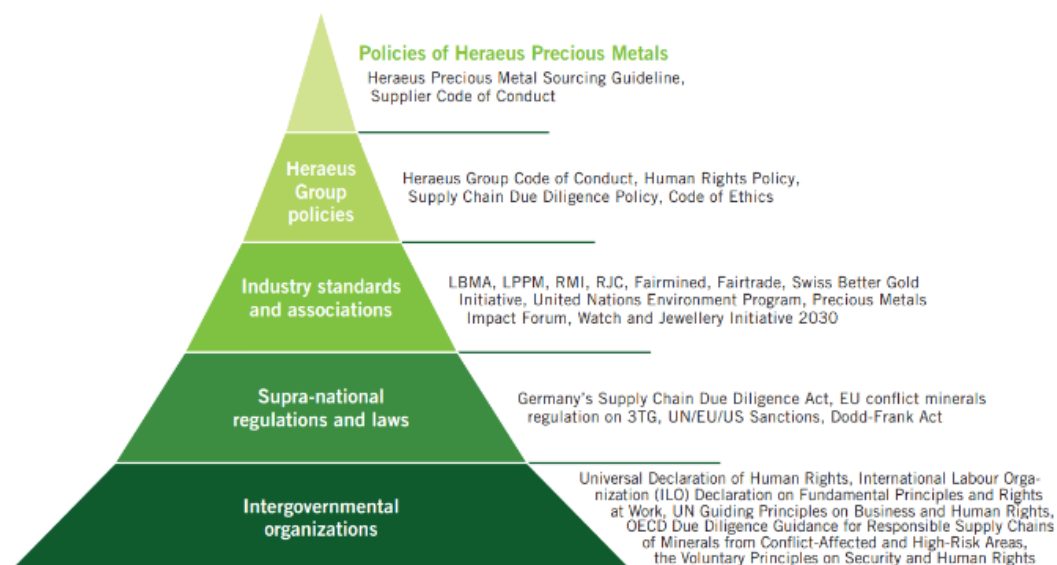 Policies of Heraeus Precious Metals
Heraeus Precious Metal Sourcing Guideline,
Supplier Code of Conduct
Heraeus
Group
policies
Heraeus Group Code of Conduct, Human Rights Policy,
Supply Chain Due Diligence Policy, Code of Ethics
Industry standards
and associations
LBMA, LPPM, RMI, RJC, Fairmined, Fairtrade, Swiss Better Gold
Initiative, United Nations Environment Program, Precious Metals
Impact Forum, Watch and Jewellery Initiative 2030
Supra-national
regulations and laws
Germany's Supply Chain Due Diligence Act, EU conflict minerals
regulation on 3TG, UN/EU/US Sanctions, Dodd-Frank Act
Intergovernmental
organizations
Universal Declaration of Human Rights, International Labour Orga-
nization (ILO) Declaration on Fundamental Principles and Rights
at Work, UN Guiding Principles on Business and Human Rights,
OECD Due Diligence Guidance for Responsible Supply Chains
of Minerals from Conflict-Affected and High-Risk Areas,
the Voluntary Principles on Security and Human Rights